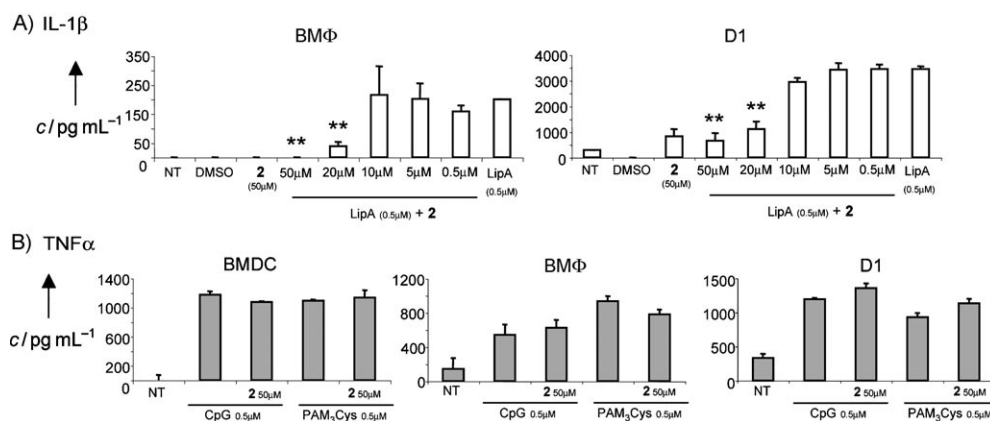 A) IL-1β
BMΦ
c / pg mL⁻¹
350
250
150
50
0
NT DMSO 2 (50µM) 50µM 20µM 10µM 5µM 0.5µM LipA (0.5µM)
** **
LipA (0.5µM) + 2
D1
4000
3000
2000
1000
0
NT DMSO 2 (50µM) 50µM 20µM 10µM 5µM 0.5µM LipA (0.5µM)
** **
LipA (0.5µM) + 2
B) TNFα
BMDC
c / pg mL⁻¹
1400
1000
600
200
0
NT 2 50µM 2 50µM
CpG 0.5µM PAM₃Cys 0.5µM
BMΦ
1200
800
400
0
NT 2 50µM 2 50µM
CpG 0.5µM PAM₃Cys 0.5µM
D1
1500
1000
500
0
NT 2 50µM 2 50µM
CpG 0.5µM PAM₃Cys 0.5µM